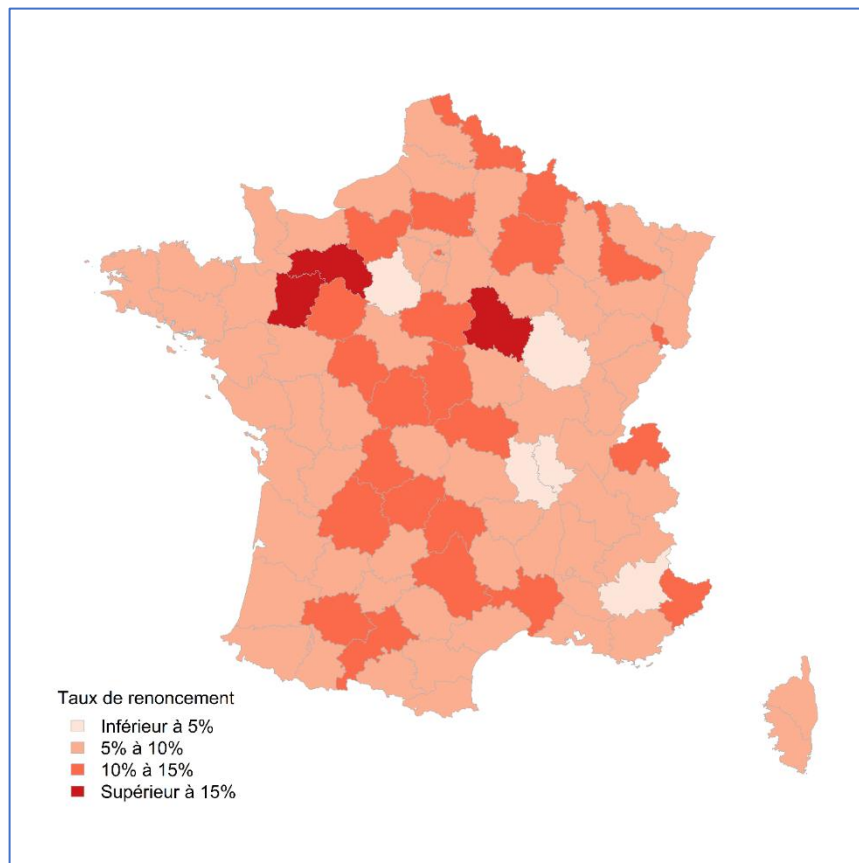 Taux de renoncement
Inférieur à 5%
5% à 10%
10% à 15%
Supérieur à 15%